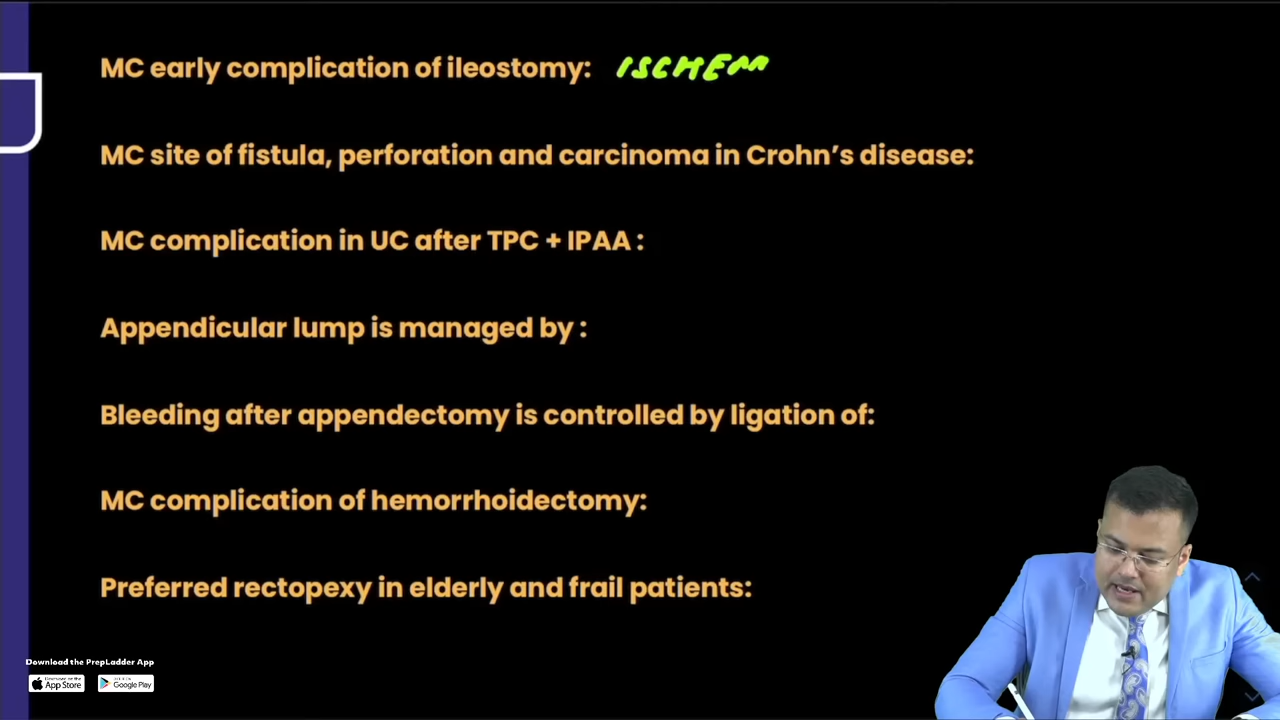 MC early complication of ileostomy: ISCHEM
MC site of fistula, perforation and carcinoma in Crohn’s disease:
MC complication in UC after TPC + IPAA :
Appendicular lump is managed by :
Bleeding after appendectomy is controlled by ligation of:
MC complication of hemorrhoidectomy:
Preferred rectopexy in elderly and frail patients:
Download the PrepLadder App
App Store Google Play